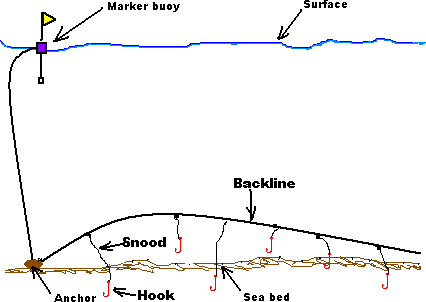 Marker buoy
Surface
Backline
Snood
Anchor
Hook
Sea bed